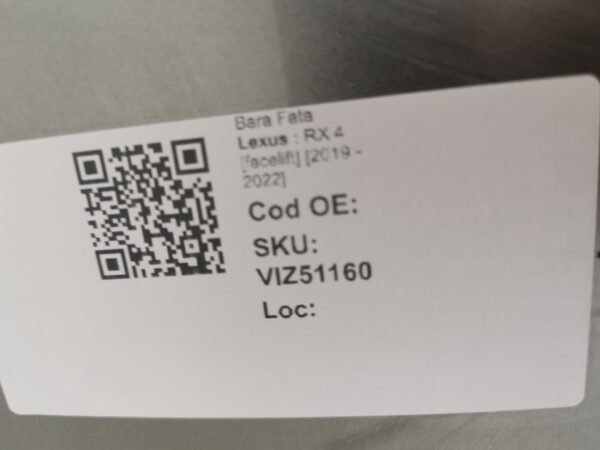 Bara Fata
Lexus : RX 4
[facelift] [2019 -
2022]
Cod OE:
SKU:
VIZ51160
Loc: